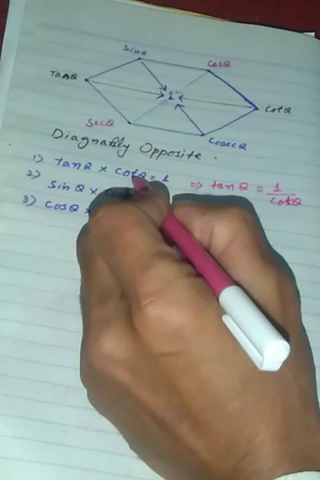 SinQ
CosQ
TanQ
1
CotQ
SecQ
CosecQ
Diagnally Opposite.
1) TanQ × CotQ = 1 ⇒ tanQ = 1/CotQ
2) SinQ ×
3) CosQ ×